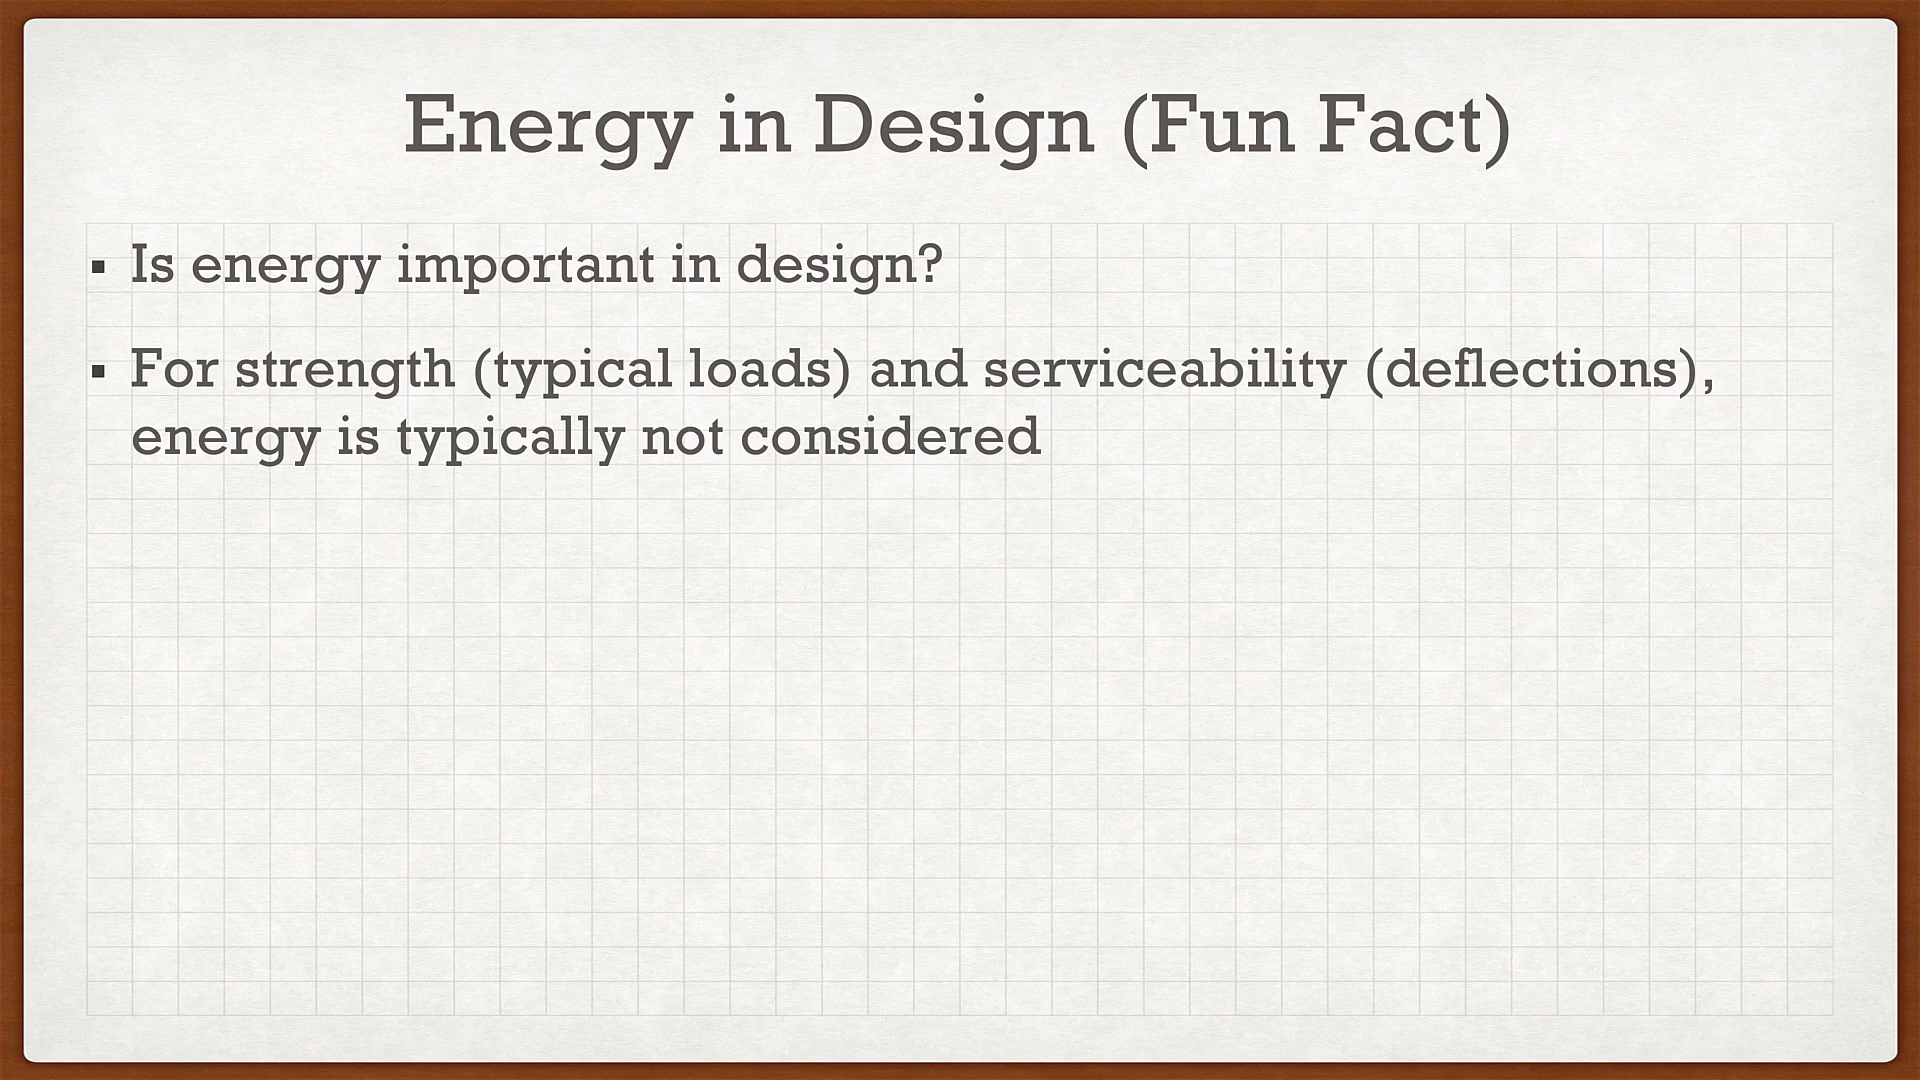 Energy in Design (Fun Fact)
▪ Is energy important in design?
▪ For strength (typical loads) and serviceability (deflections),
energy is typically not considered